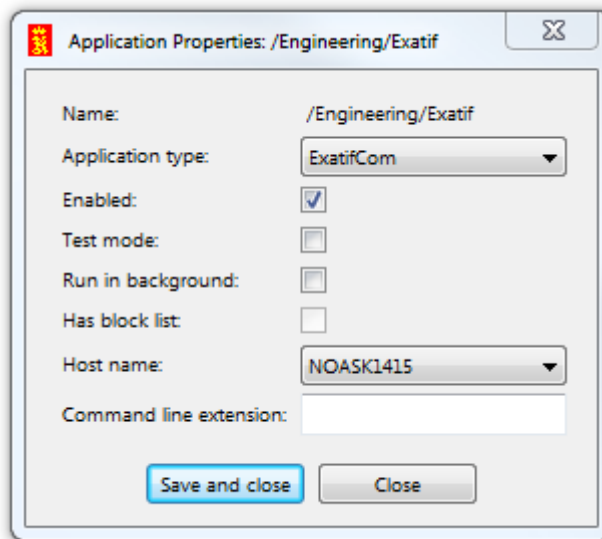 Application Properties: /Engineering/Exatif
Name: /Engineering/Exatif
Application type: ExatifCom
Enabled:
Test mode:
Run in background:
Has block list:
Host name: NOASK1415
Command line extension:
Save and close Close